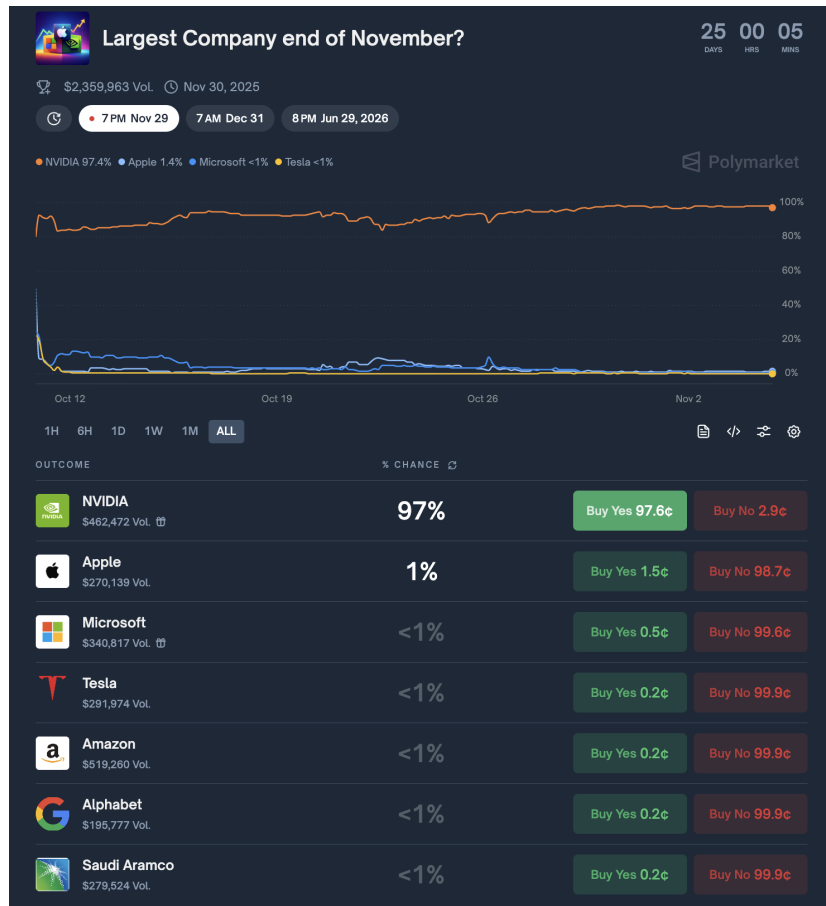 Largest Company end of November?
25 00 05
DAYS HRS MINS
$2,359,963 Vol. Nov 30, 2025
7 PM Nov 29 7 AM Dec 31 8 PM Jun 29, 2026
NVIDIA 97.4% Apple 1.4% Microsoft <1% Tesla <1%
Polymarket
100%
80%
60%
40%
20%
0%
Oct 12 Oct 19 Oct 26 Nov 2
1H 6H 1D 1W 1M ALL
OUTCOME % CHANCE
NVIDIA
$462,472 Vol.
97%
Buy Yes 97.6¢ Buy No 2.9¢
Apple
$270,139 Vol.
1%
Buy Yes 1.5¢ Buy No 98.7¢
Microsoft
$340,817 Vol.
<1%
Buy Yes 0.5¢ Buy No 99.6¢
Tesla
$291,974 Vol.
<1%
Buy Yes 0.2¢ Buy No 99.9¢
Amazon
$519,260 Vol.
<1%
Buy Yes 0.2¢ Buy No 99.9¢
Alphabet
$195,777 Vol.
<1%
Buy Yes 0.2¢ Buy No 99.9¢
Saudi Aramco
$279,524 Vol.
<1%
Buy Yes 0.2¢ Buy No 99.9¢